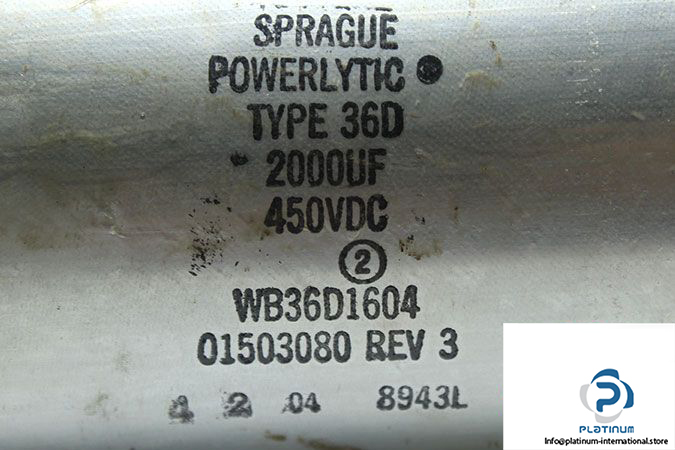 SPRAGUE
POWERLYTIC
TYPE 36D
2000UF
450VDC
2
WB36D1604
01503080 REV 3
4 2 04 8943L
PLATINUM
Info@platinum-international.store